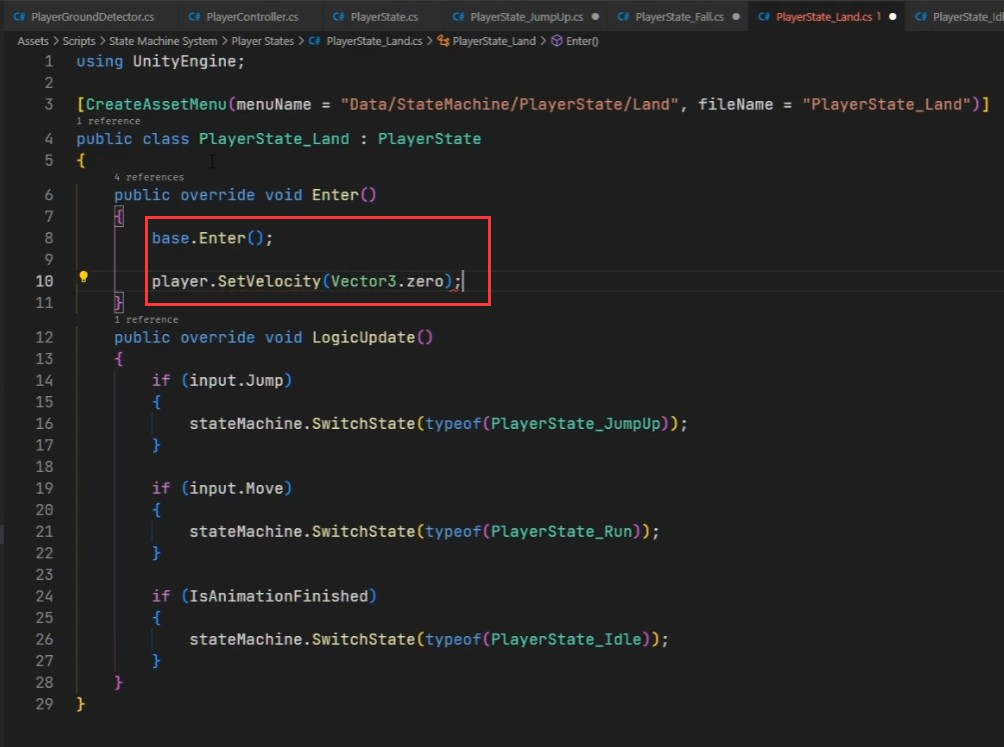 PlayerGroundDetector.cs PlayerController.cs PlayerState.cs PlayerState_JumpUp.cs PlayerState_Fall.cs PlayerState_Land.cs 1 PlayerState_Idl
Assets > Scripts > State Machine System > Player States > PlayerState_Land.cs > PlayerState_Land > Enter()
1 using UnityEngine;
2
3 [CreateAssetMenu(menuName = "Data/StateMachine/PlayerState/Land", fileName = "PlayerState_Land")]
1 reference
4 public class PlayerState_Land : PlayerState
5 {
4 references
6 public override void Enter()
7 {
8 base.Enter();
9
10 player.SetVelocity(Vector3.zero);
11 }
1 reference
12 public override void LogicUpdate()
13 {
14 if (input.Jump)
15 {
16 stateMachine.SwitchState(typeof(PlayerState_JumpUp));
17 }
18
19 if (input.Move)
20 {
21 stateMachine.SwitchState(typeof(PlayerState_Run));
22 }
23
24 if (IsAnimationFinished)
25 {
26 stateMachine.SwitchState(typeof(PlayerState_Idle));
27 }
28 }
29 }